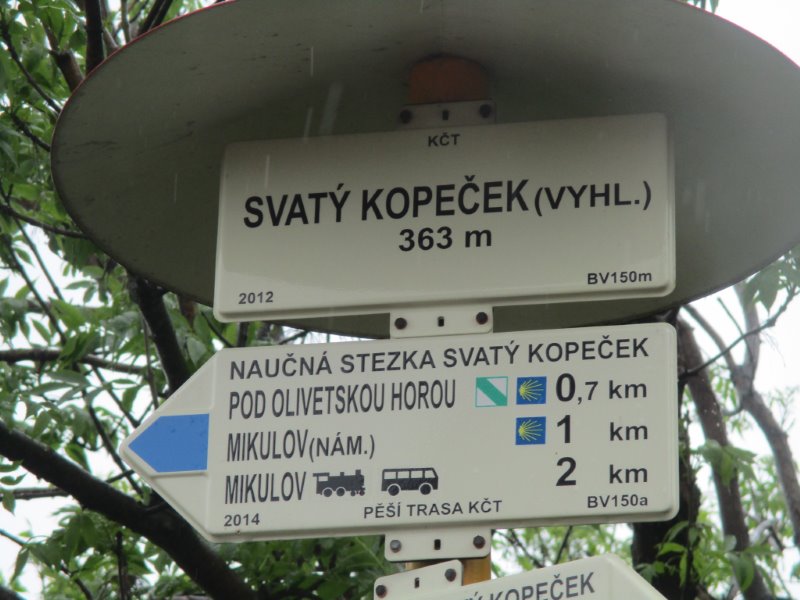 KČT
SVATÝ KOPEČEK (VYHL.)
363 m
2012 BV150m
NAUČNÁ STEZKA SVATÝ KOPEČEK
POD OLIVETSKOU HOROU 0,7 km
MIKULOV (NÁM.) 1 km
MIKULOV 2 km
2014 PĚŠÍ TRASA KČT BV150a
KOPEČEK